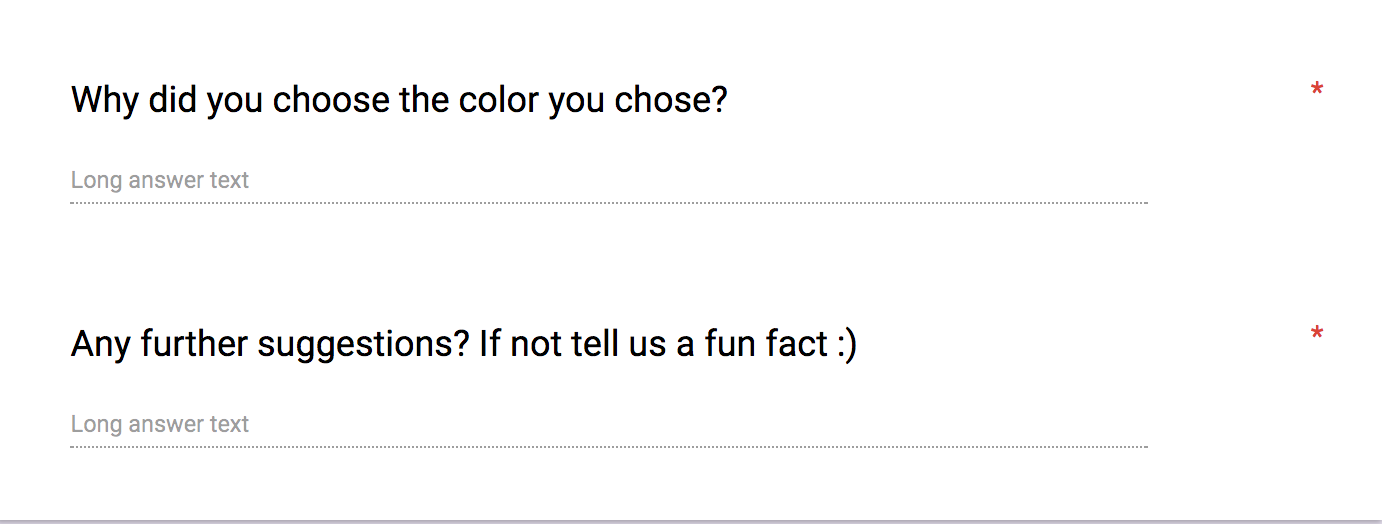 Why did you choose the color you chose? *
Long answer text
Any further suggestions? If not tell us a fun fact :) *
Long answer text